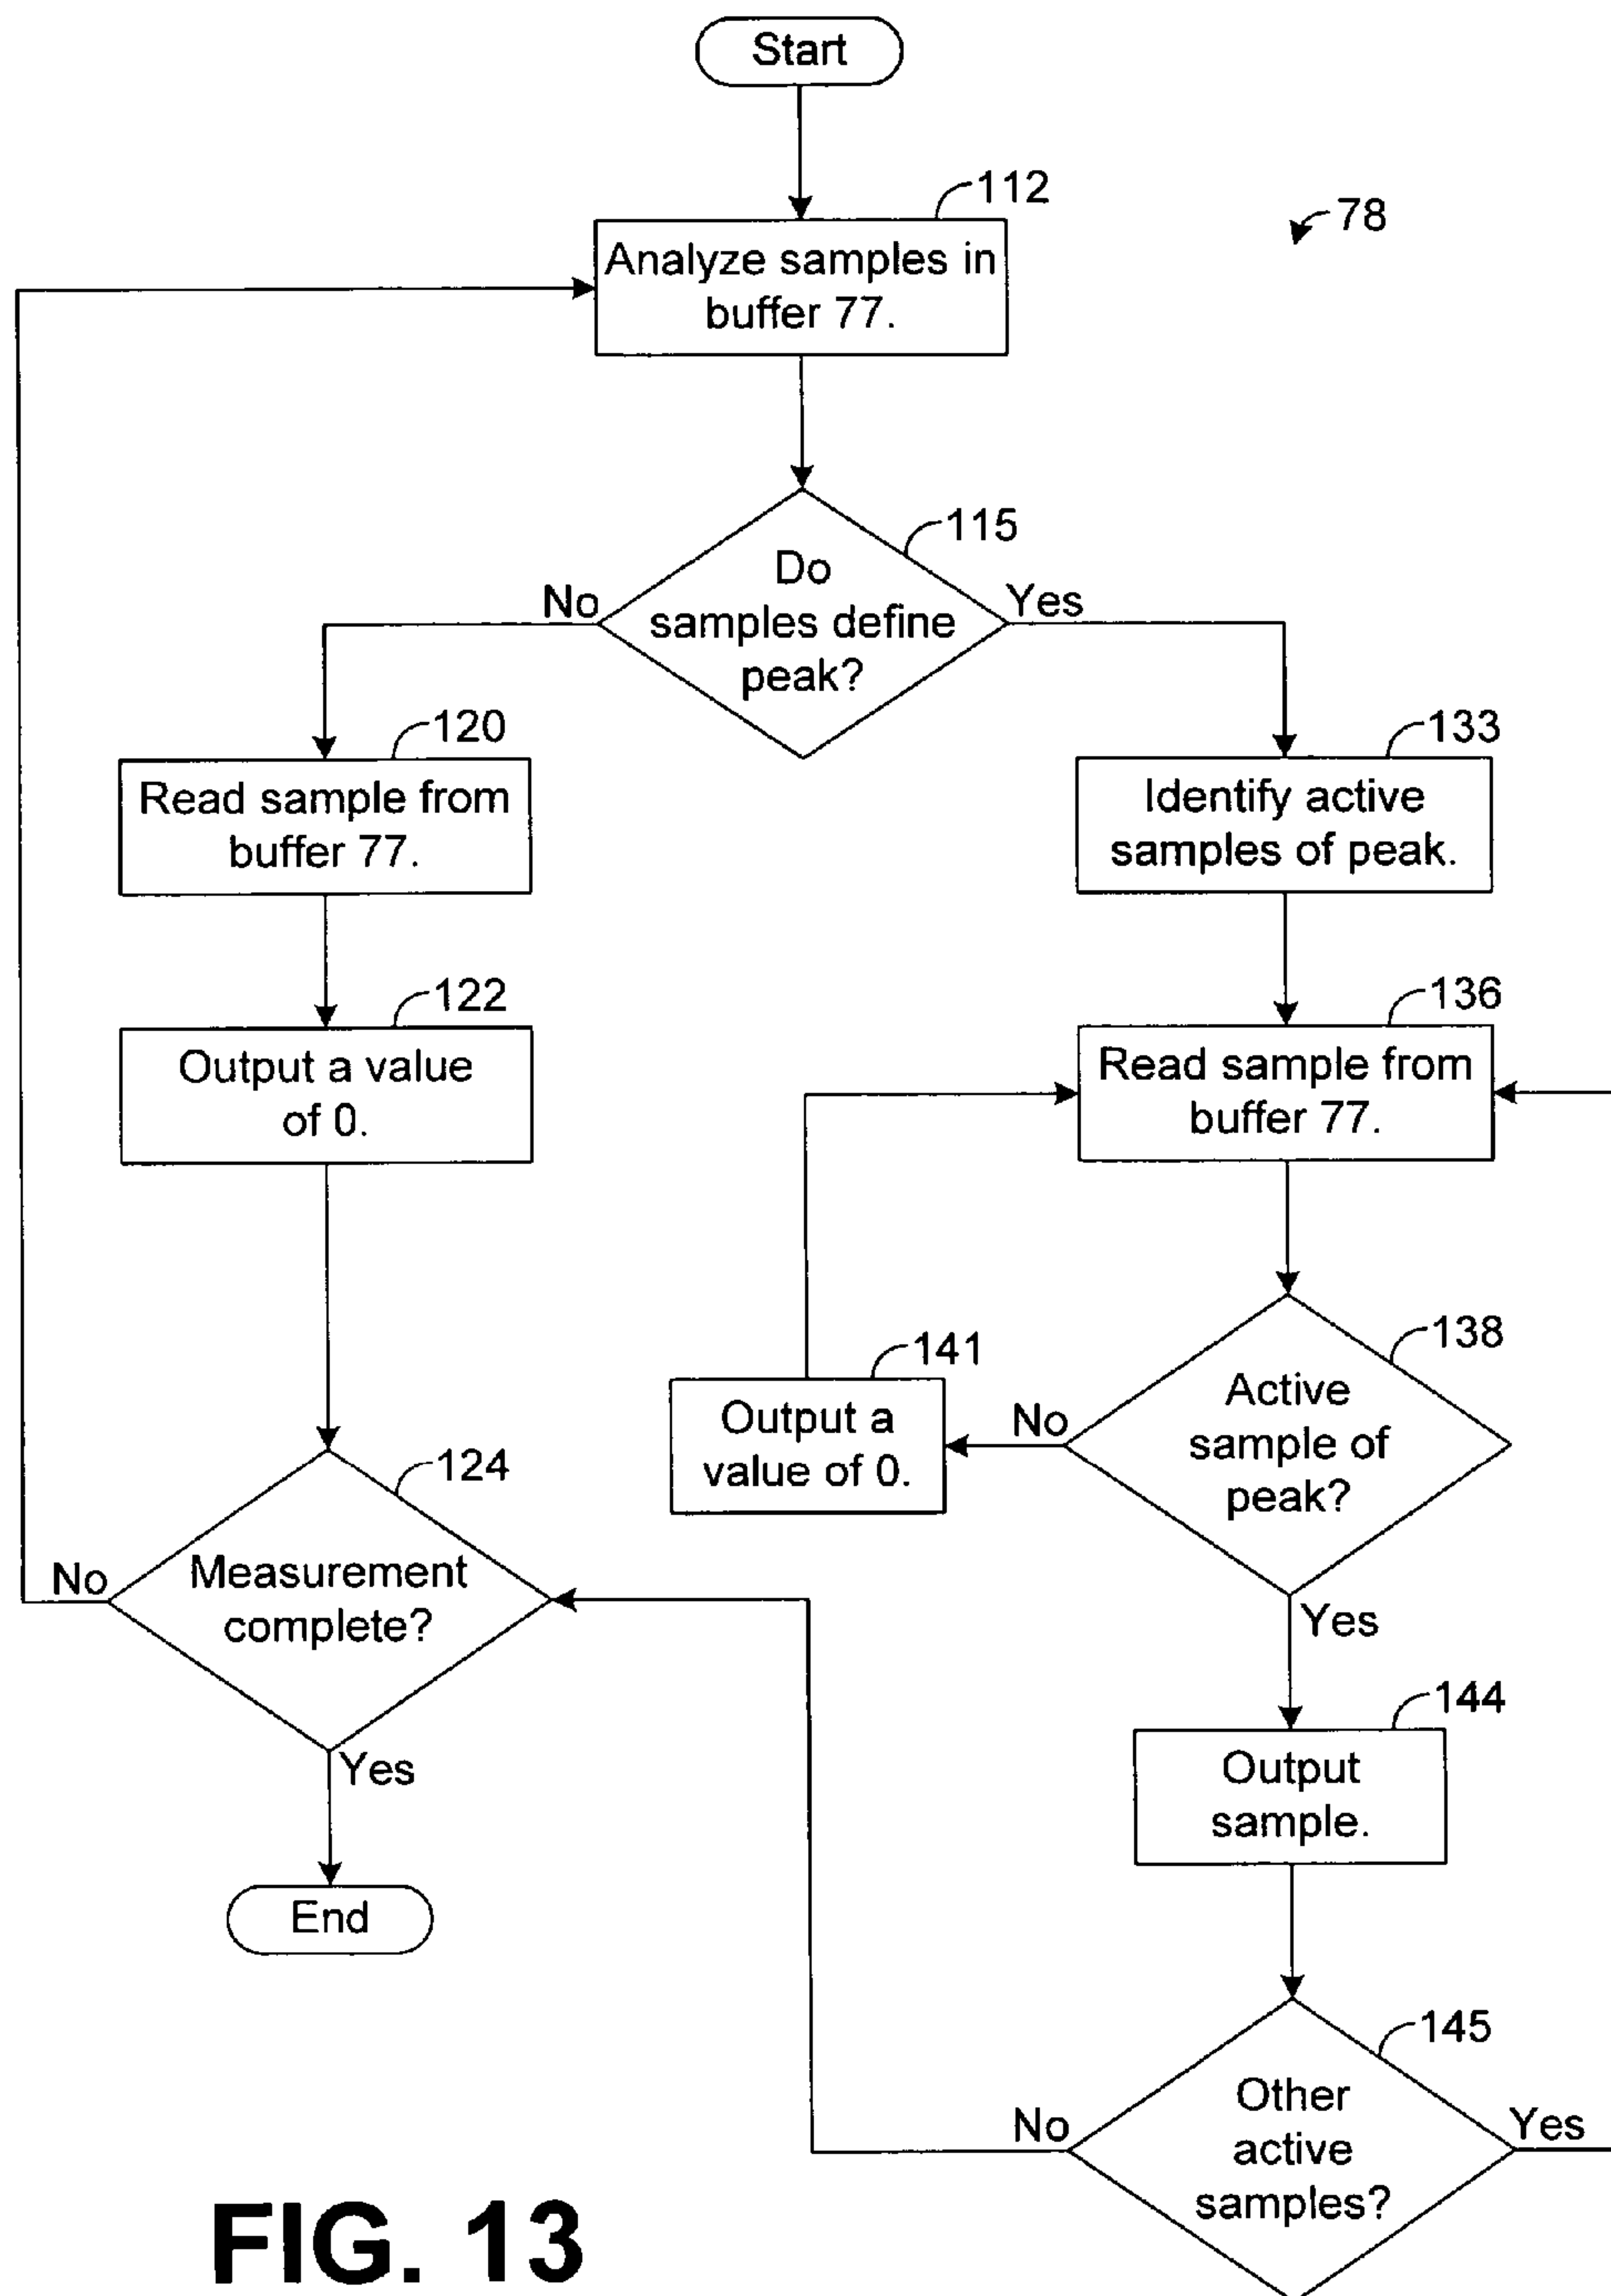 Start
112
78
Analyze samples in
buffer 77.
115
Do
samples define
peak?
No
Yes
120
133
Read sample from
buffer 77.
Identify active
samples of peak.
122
136
Output a value
of 0.
Read sample from
buffer 77.
138
141
Active
sample of
peak?
No
Output a
value of 0.
124
Measurement
complete?
No
Yes
Yes
144
Output
sample.
End
145
Other
active
samples?
No
Yes
FIG. 13